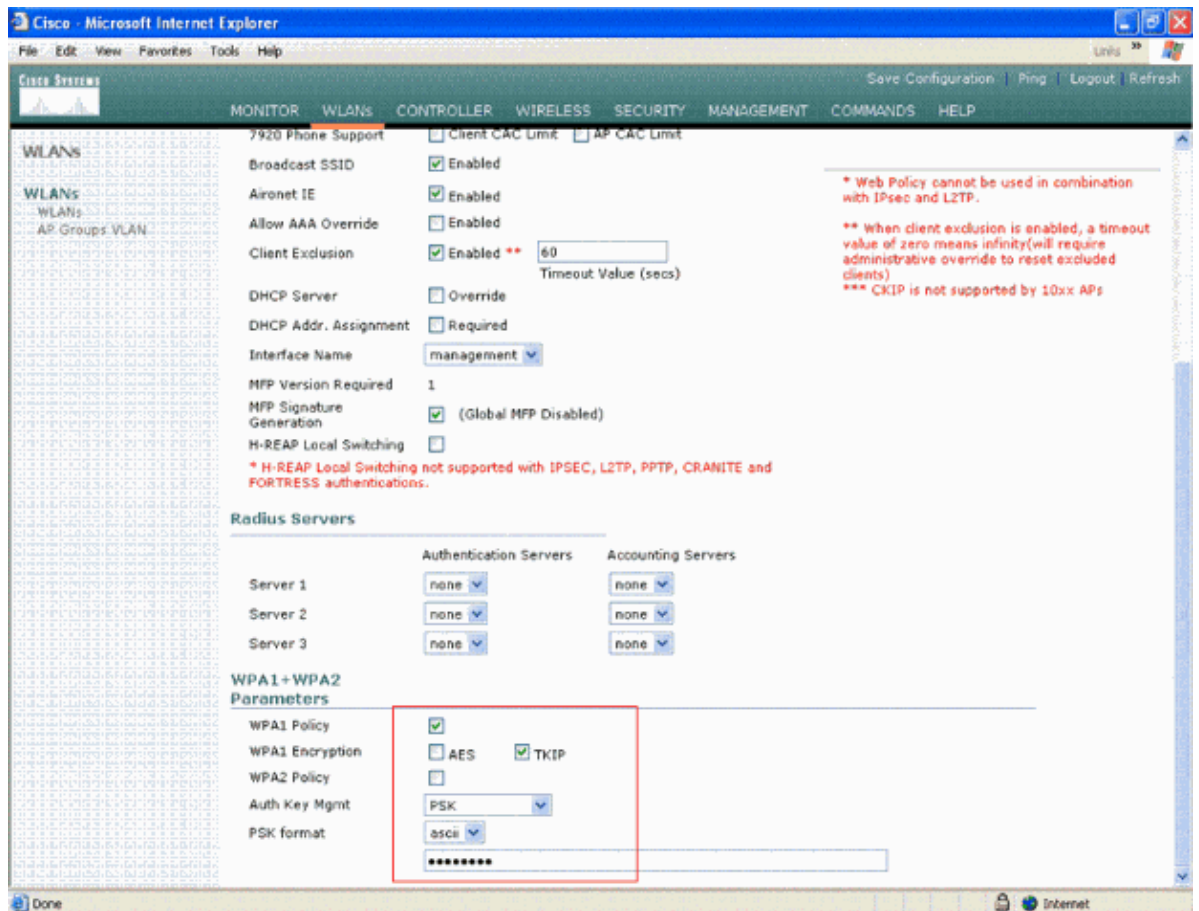 Cisco - Microsoft Internet Explorer
File Edit View Favorites Tools Help Links »
CISCO SYSTEMS
Save Configuration | Ping | Logout | Refresh
MONITOR WLANs CONTROLLER WIRELESS SECURITY MANAGEMENT COMMANDS HELP
WLANs
WLANs
WLANs
AP Groups VLAN
7920 Phone Support Client CAC Limit AP CAC Limit
Broadcast SSID Enabled
Aironet IE Enabled
Allow AAA Override Enabled
Client Exclusion Enabled ** 60
Timeout Value (secs)
DHCP Server Override
DHCP Addr. Assignment Required
Interface Name management
MFP Version Required 1
MFP Signature
Generation (Global MFP Disabled)
H-REAP Local Switching
* H-REAP Local Switching not supported with IPSEC, L2TP, PPTP, CRANITE and
FORTRESS authentications.
* Web Policy cannot be used in combination
with IPsec and L2TP.
** When client exclusion is enabled, a timeout
value of zero means infinity(will require
administrative override to reset excluded
clients)
*** CKIP is not supported by 10xx APs
Radius Servers
Authentication Servers Accounting Servers
Server 1 none none
Server 2 none none
Server 3 none none
WPA1+WPA2
Parameters
WPA1 Policy
WPA1 Encryption AES TKIP
WPA2 Policy
Auth Key Mgmt PSK
PSK format ascii
••••••••
Done Internet